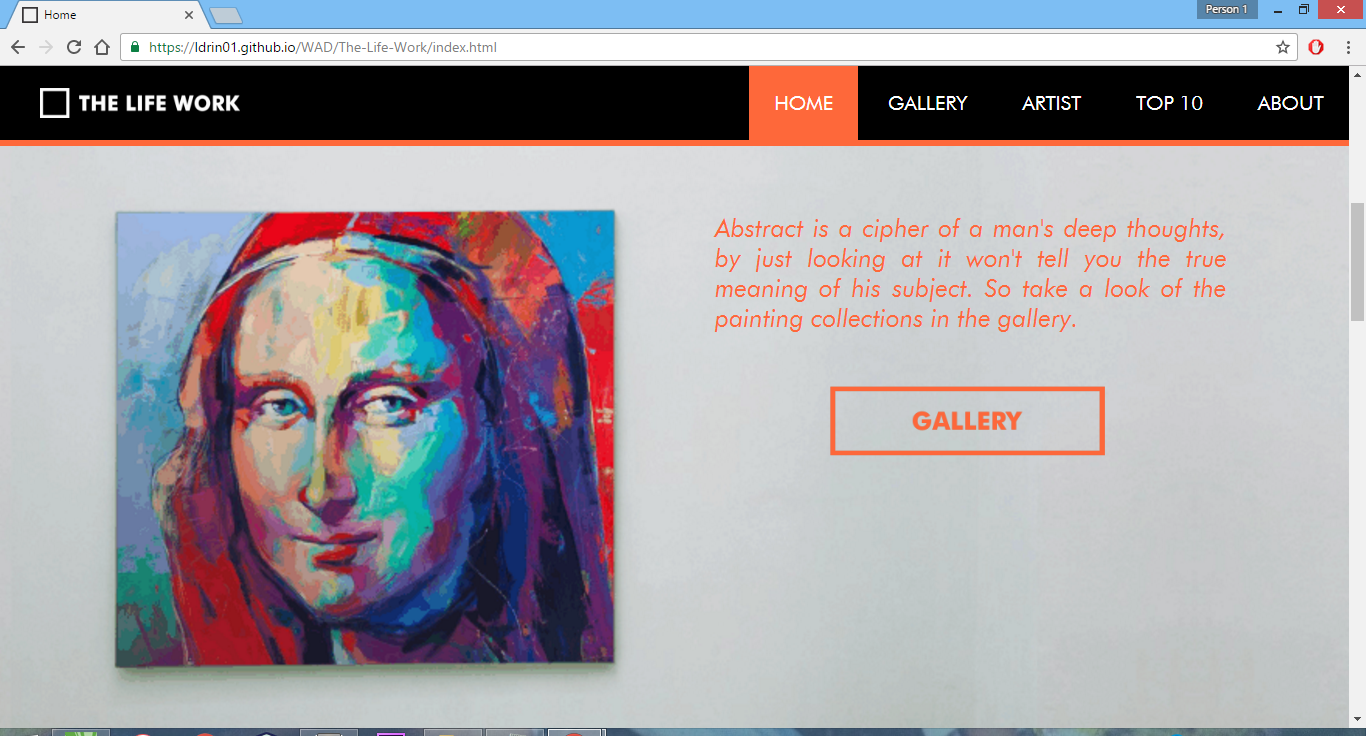 Home
Person 1
https://ldrin01.github.io/WAD/The-Life-Work/index.html
THE LIFE WORK
HOME
GALLERY
ARTIST
TOP 10
ABOUT
Abstract is a cipher of a man's deep thoughts,
by just looking at it won't tell you the true
meaning of his subject. So take a look of the
painting collections in the gallery.
GALLERY